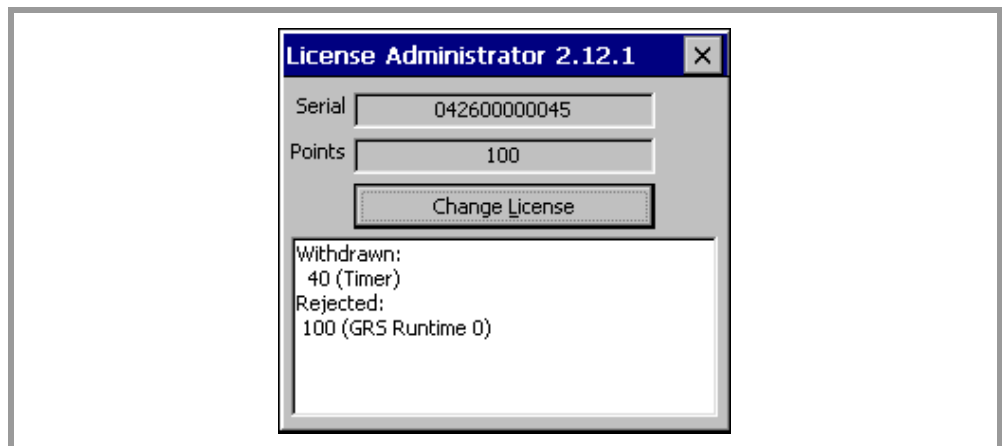 License Administrator 2.12.1
Serial 042600000045
Points 100
Change License
Withdrawn:
40 (Timer)
Rejected:
100 (GRS Runtime 0)